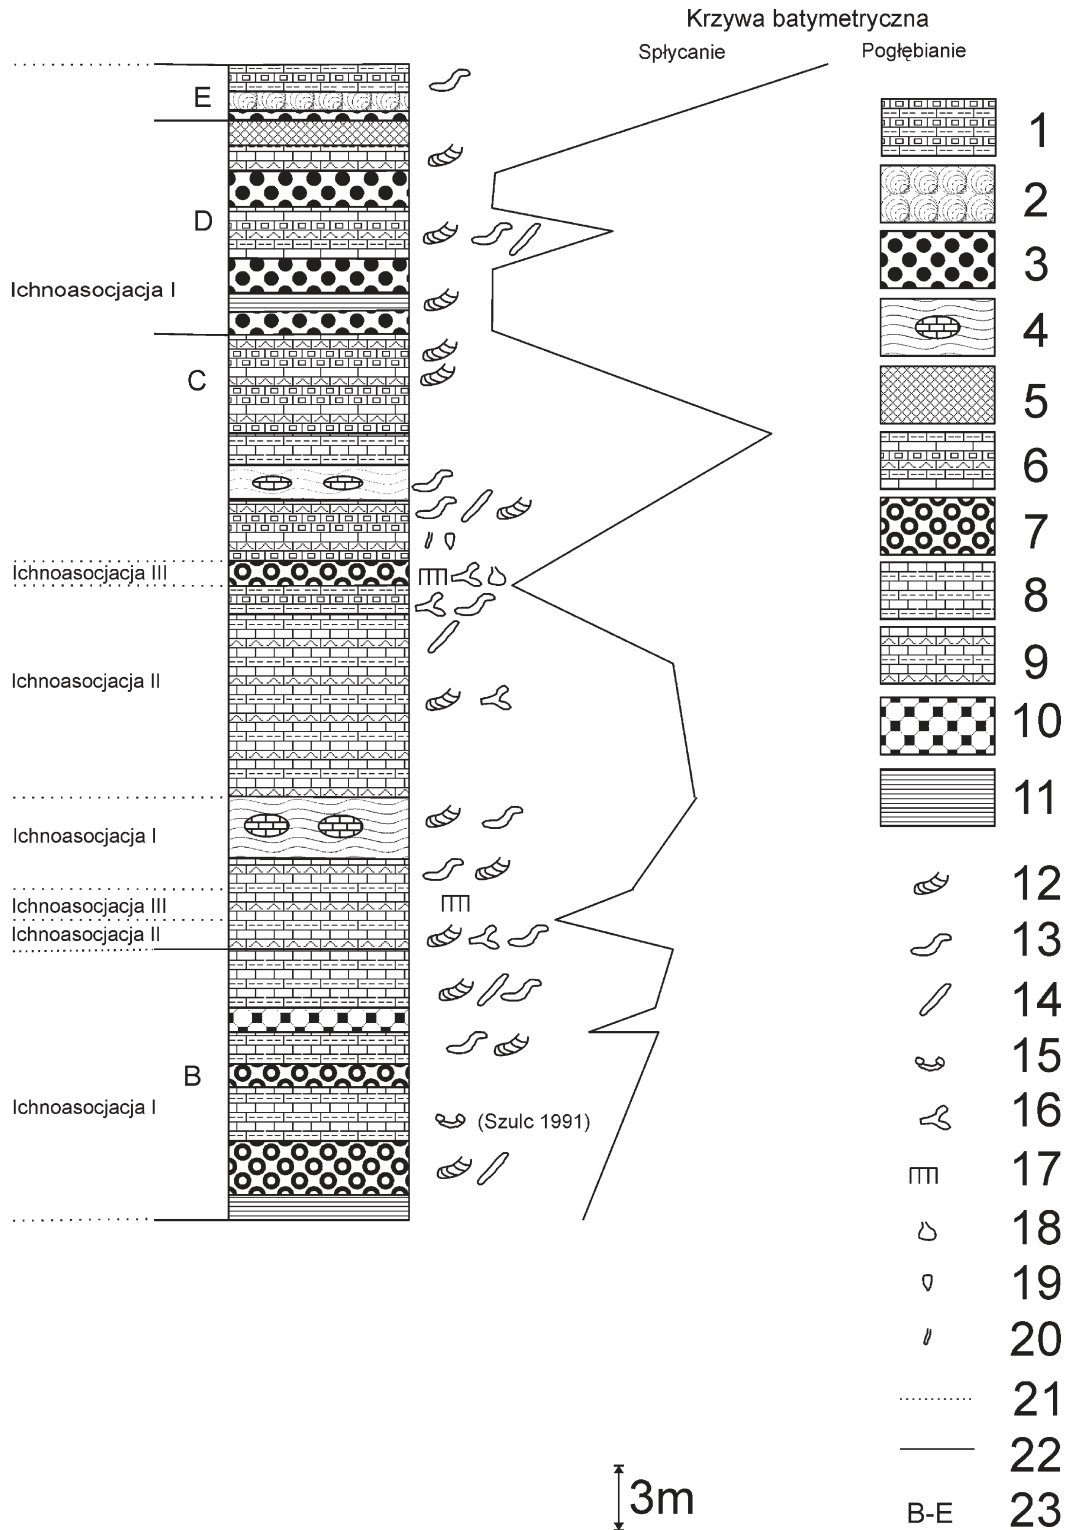 Krzywa batymetryczna
Spłycanie
Pogłębianie
E
D
Ichnoasocjacja I
C
Ichnoasocjacja III
Ichnoasocjacja II
Ichnoasocjacja I
Ichnoasocjacja III
Ichnoasocjacja II
B
Ichnoasocjacja I
(Szulc 1991)
1
2
3
4
5
6
7
8
9
10
11
12
13
14
15
16
17
18
19
20
21
22
B-E 23
3m